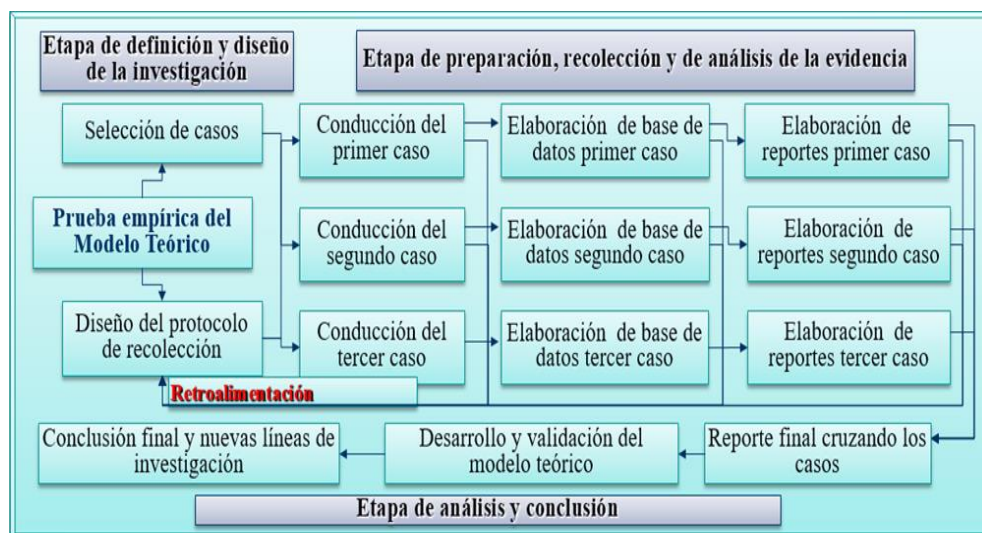 Etapa de definición y diseño
de la investigación
Etapa de preparación, recolección y de análisis de la evidencia
Selección de casos
Conducción del
primer caso
Elaboración de base de
datos primer caso
Elaboración de
reportes primer caso
Prueba empírica del
Modelo Teórico
Conducción del
segundo caso
Elaboración de base de
datos segundo caso
Elaboración de
reportes segundo caso
Diseño del protocolo
de recolección
Conducción del
tercer caso
Elaboración de base de
datos tercer caso
Elaboración de
reportes tercer caso
Retroalimentación
Conclusión final y nuevas líneas de
investigación
Desarrollo y validación del
modelo teórico
Reporte final cruzando los
casos
Etapa de análisis y conclusión